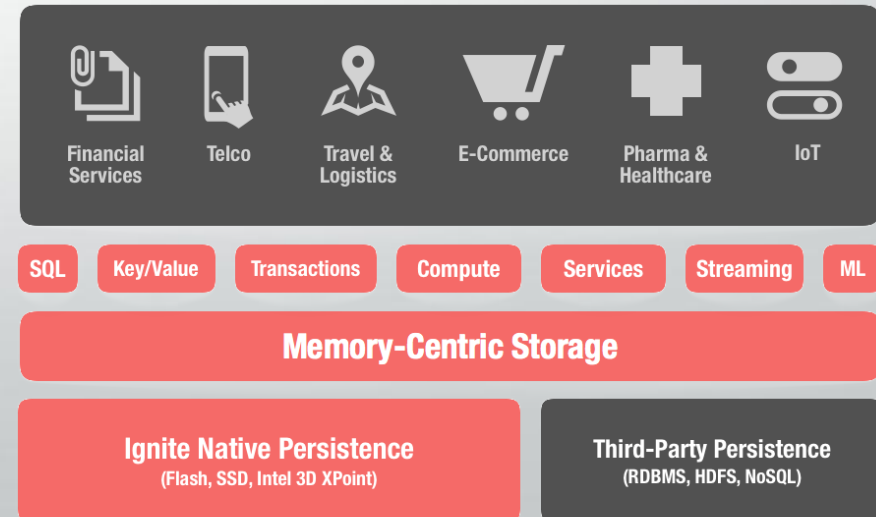 Financial Services
Telco
Travel & Logistics
E-Commerce
Pharma & Healthcare
IoT
SQL
Key/Value
Transactions
Compute
Services
Streaming
ML
Memory-Centric Storage
Ignite Native Persistence
(Flash, SSD, Intel 3D XPoint)
Third-Party Persistence
(RDBMS, HDFS, NoSQL)